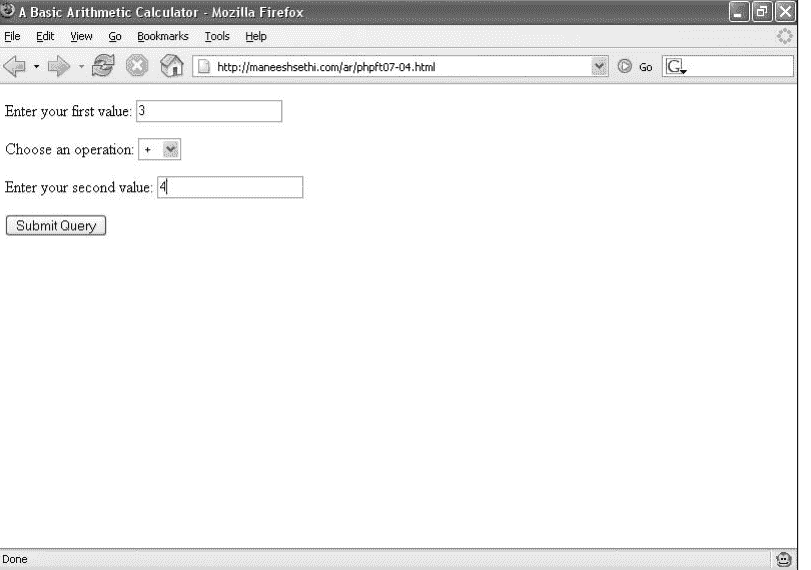 A Basic Arithmetic Calculator - Mozilla Firefox
File Edit View Go Bookmarks Tools Help
http://maneeshsethi.com/ar/phpft07-04.html Go G
Enter your first value: 3
Choose an operation: +
Enter your second value: 4
Submit Query
Done